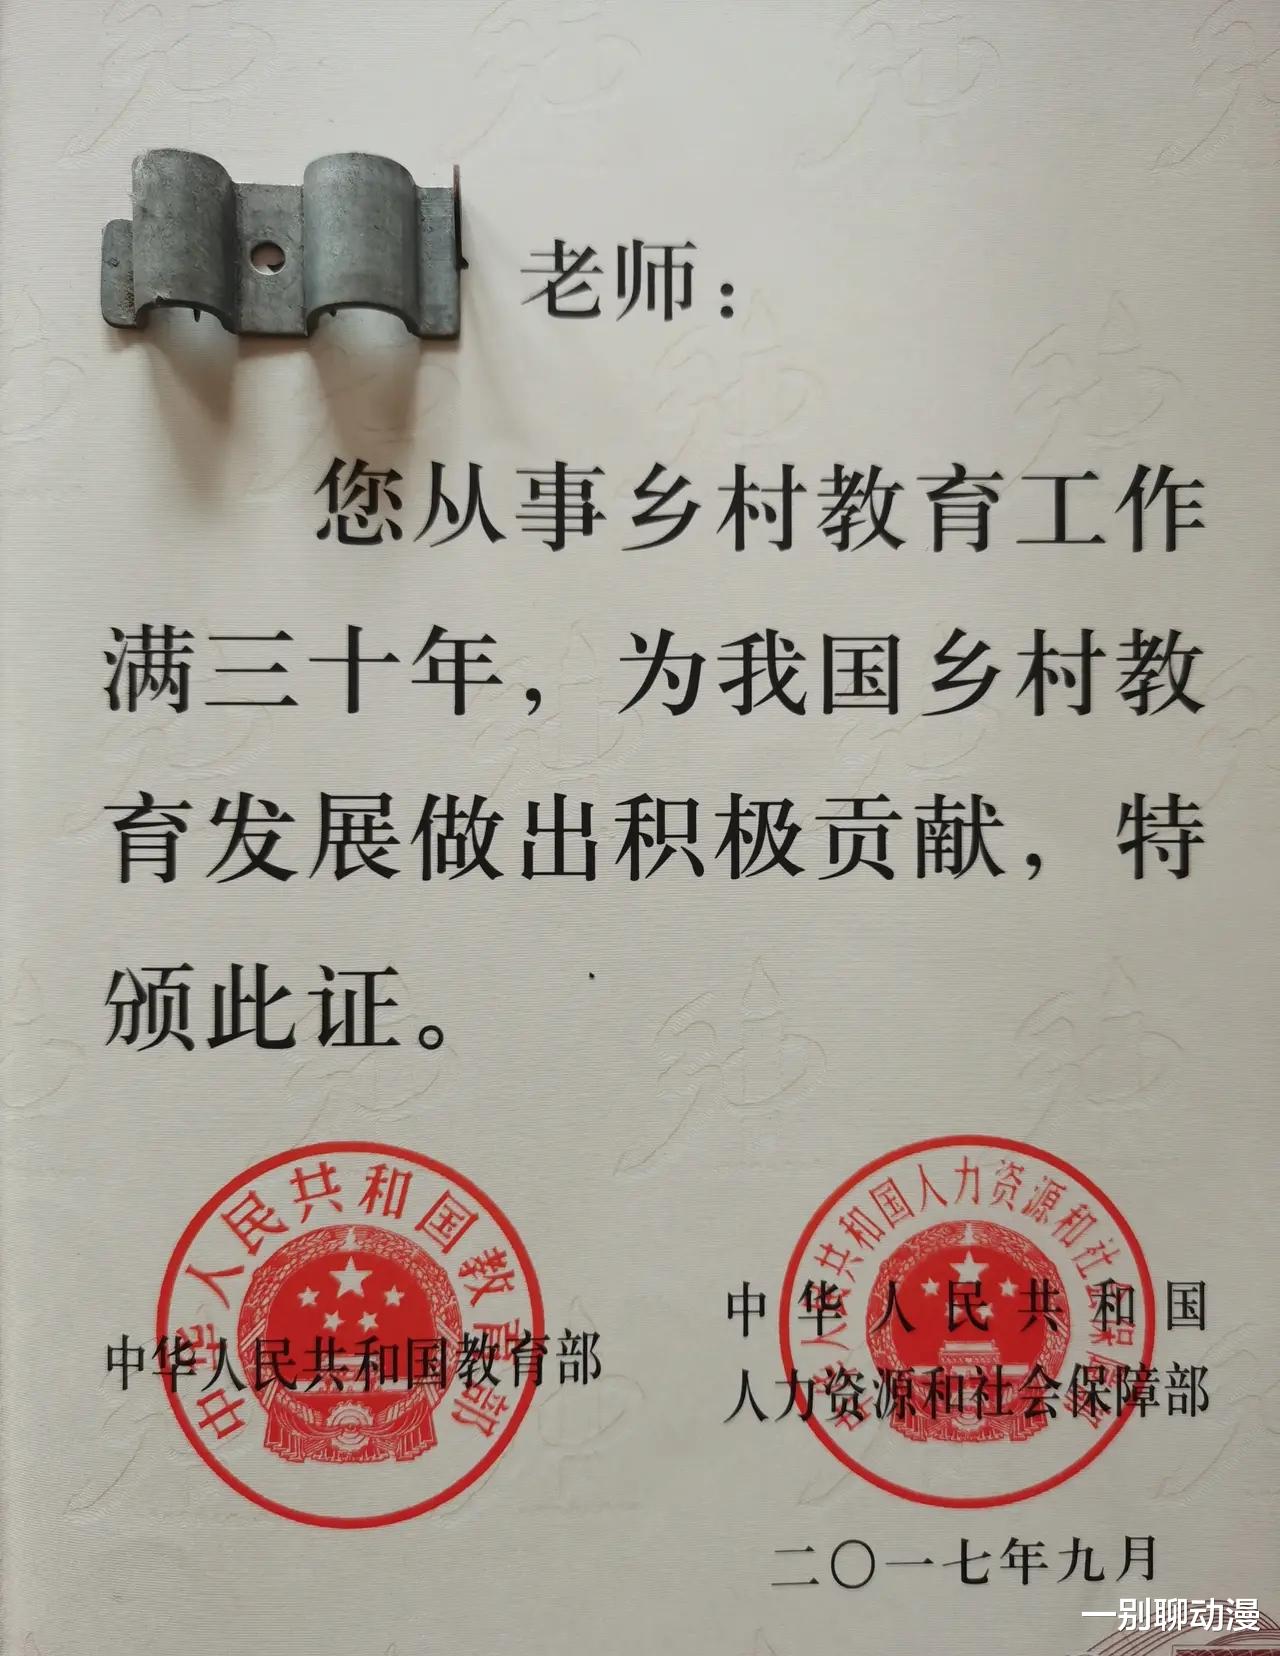 老师：
您从事乡村教育工作
满三十年，为我国乡村教
育发展做出积极贡献，特
颁此证。
中华人民共和国教育部
中华人民共和国教育部
中华人民共和国人力资源和社会保障部
中华人民共和国
人力资源和社会保障部
二〇一七年九月
一别聊动漫